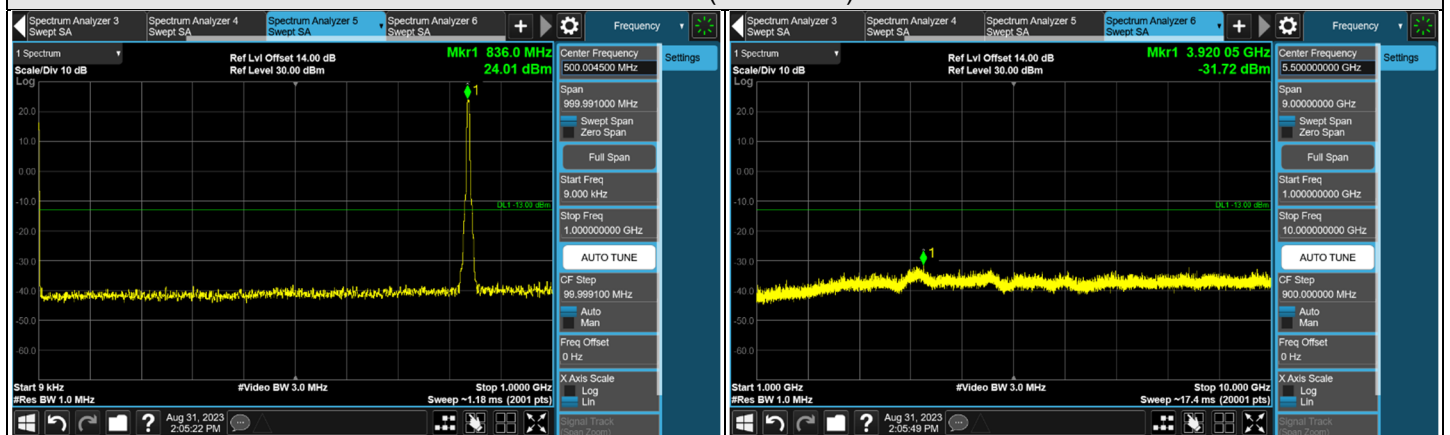 Spectrum Analyzer 3
Swept SA
Spectrum Analyzer 4
Swept SA
Spectrum Analyzer 5
Swept SA
Spectrum Analyzer 6
Swept SA
+
Frequency
1 Spectrum
Scale/Div 10 dB
Log
Ref Lvl Offset 14.00 dB
Ref Level 30.00 dBm
Mkr1 836.0 MHz
24.01 dBm
1
20.0
10.0
0.00
-10.0
-20.0
-30.0
-40.0
-50.0
-60.0
DL1 -13.00 dBm
Start 9 kHz
#Res BW 1.0 MHz
#Video BW 3.0 MHz
Stop 1.0000 GHz
Sweep ~1.18 ms (2001 pts)
Center Frequency
500.004500 MHz
Settings
Span
999.991000 MHz
Swept Span
Zero Span
Full Span
Start Freq
9.000 kHz
Stop Freq
1.000000000 GHz
AUTO TUNE
CF Step
99.999100 MHz
Auto
Man
Freq Offset
0 Hz
X Axis Scale
Log
Lin
Signal Track
(Span Zoom)
?
Aug 31, 2023
2:05:22 PM
Spectrum Analyzer 3
Swept SA
Spectrum Analyzer 4
Swept SA
Spectrum Analyzer 5
Swept SA
Spectrum Analyzer 6
Swept SA
+
Frequency
1 Spectrum
Scale/Div 10 dB
Log
Ref Lvl Offset 14.00 dB
Ref Level 30.00 dBm
Mkr1 3.920 05 GHz
-31.72 dBm
1
20.0
10.0
0.00
-10.0
-20.0
-30.0
-40.0
-50.0
-60.0
DL1 -13.00 dBm
Start 1.000 GHz
#Res BW 1.0 MHz
#Video BW 3.0 MHz
Stop 10.000 GHz
Sweep ~17.4 ms (20001 pts)
Center Frequency
5.500000000 GHz
Settings
Span
9.00000000 GHz
Swept Span
Zero Span
Full Span
Start Freq
1.000000000 GHz
Stop Freq
10.000000000 GHz
AUTO TUNE
CF Step
900.000000 MHz
Auto
Man
Freq Offset
0 Hz
X Axis Scale
Log
Lin
Signal Track
(Span Zoom)
?
Aug 31, 2023
2:05:49 PM